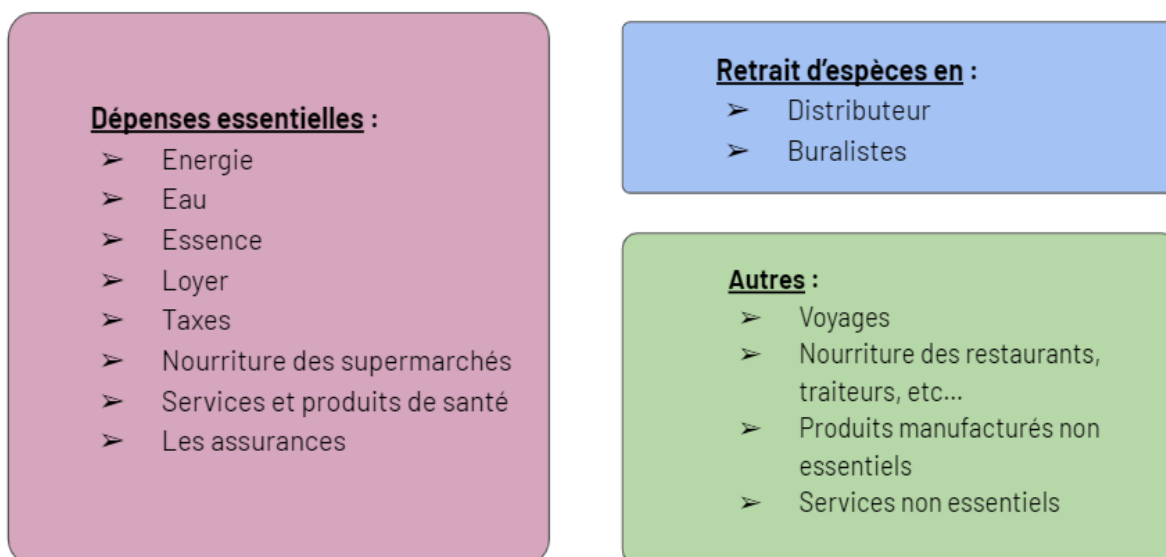 Dépenses essentielles :
➢ Energie
➢ Eau
➢ Essence
➢ Loyer
➢ Taxes
➢ Nourriture des supermarchés
➢ Services et produits de santé
➢ Les assurances
Retrait d'espèces en :
➢ Distributeur
➢ Buralistes
Autres :
➢ Voyages
➢ Nourriture des restaurants,
traiteurs, etc...
➢ Produits manufacturés non
essentiels
➢ Services non essentiels